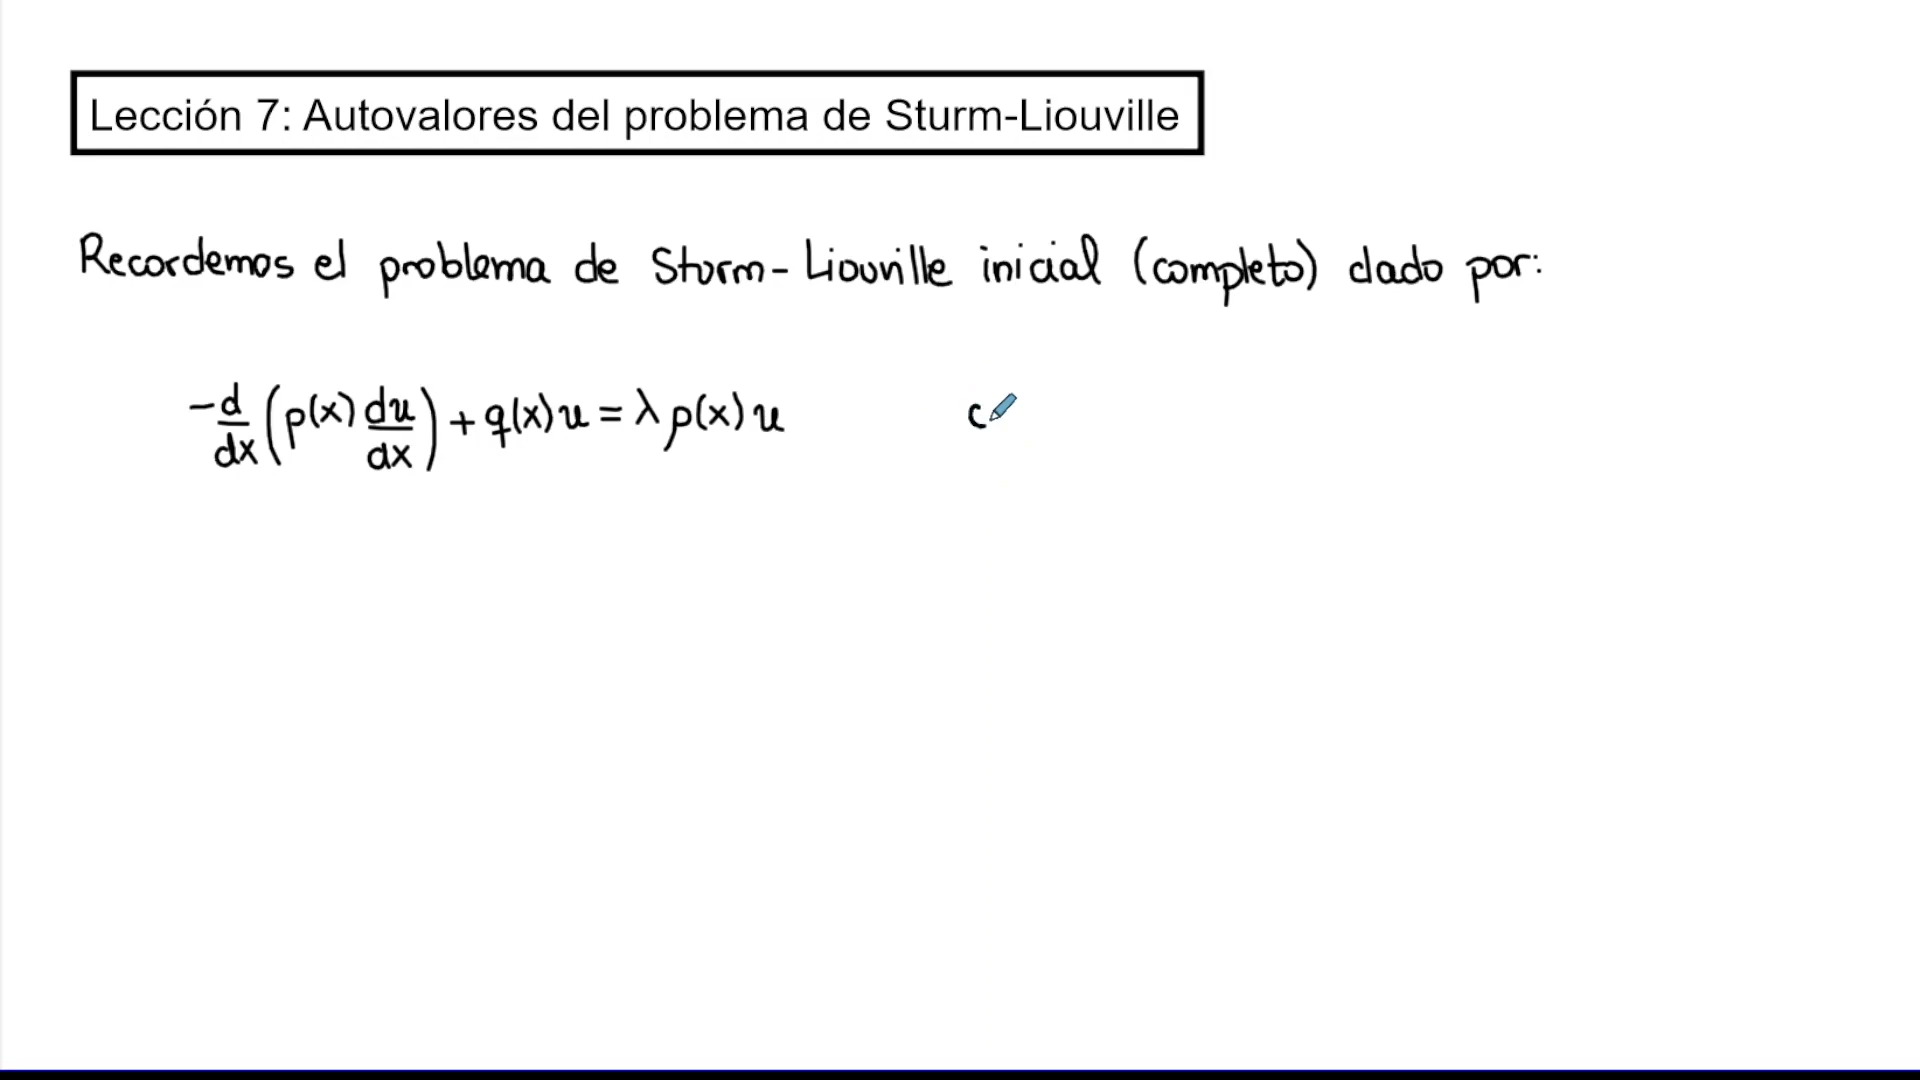 Lección 7: Autovalores del problema de Sturm-Liouville
Recordemos el problema de Sturm-Liouville inicial (completo) dado por:
-d/dx (p(x) du/dx) + q(x)u = λρ(x)u c